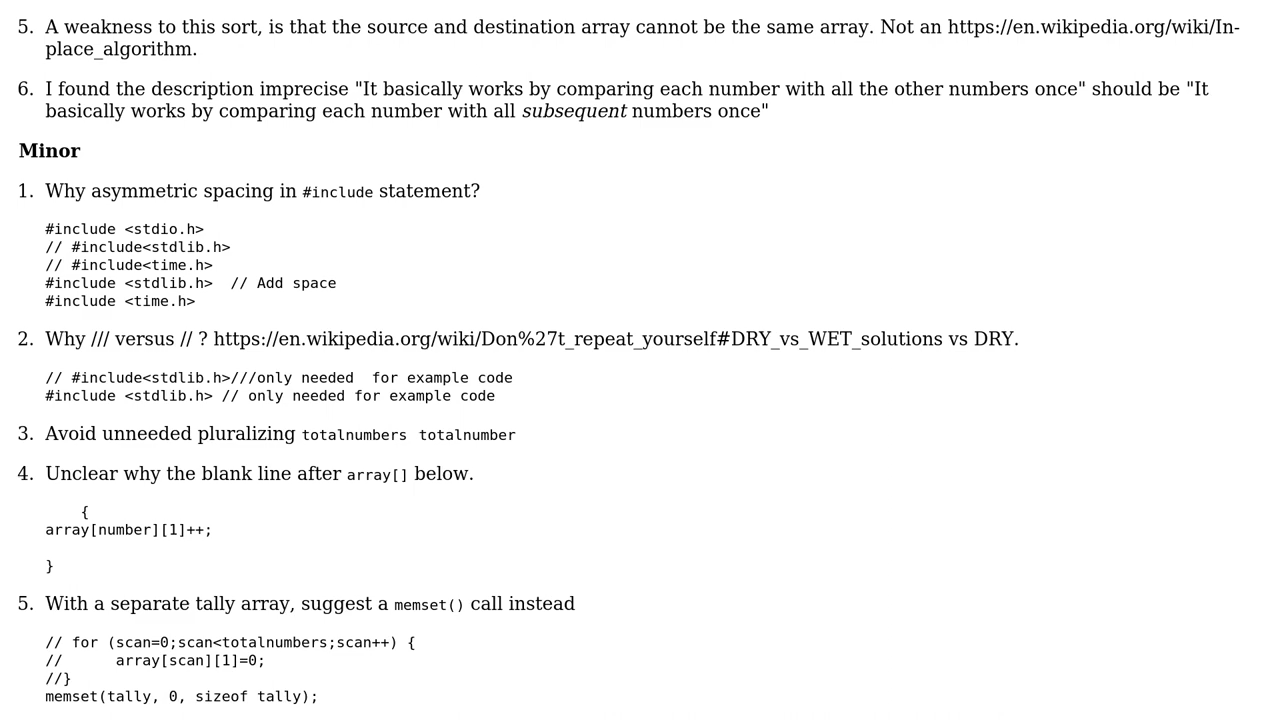 5. A weakness to this sort, is that the source and destination array cannot be the same array. Not an https://en.wikipedia.org/wiki/In-
place_algorithm.
6. I found the description imprecise "It basically works by comparing each number with all the other numbers once" should be "It
basically works by comparing each number with all subsequent numbers once"
Minor
1. Why asymmetric spacing in #include statement?
#include <stdio.h>
// #include<stdlib.h>
// #include<time.h>
#include <stdlib.h>  // Add space
#include <time.h>
2. Why /// versus // ? https://en.wikipedia.org/wiki/Don%27t_repeat_yourself#DRY_vs_WET_solutions vs DRY.
// #include<stdlib.h>///only needed  for example code
#include <stdlib.h> // only needed for example code
3. Avoid unneeded pluralizing totalnumbers totalnumber
4. Unclear why the blank line after array[] below.
    {
array[number][1]++;
}
5. With a separate tally array, suggest a memset() call instead
// for (scan=0;scan<totalnumbers;scan++) {
//      array[scan][1]=0;
//}
memset(tally, 0, sizeof tally);